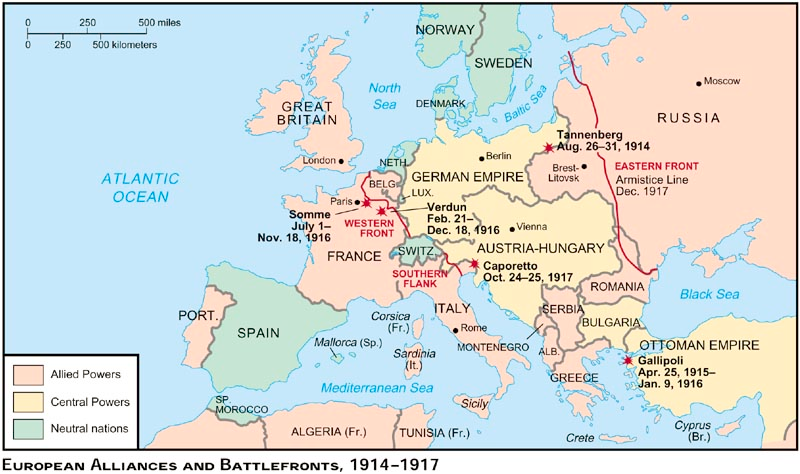 0 250 500 miles
0 250 500 kilometers
NORWAY
SWEDEN
North
Sea
DENMARK
Baltic Sea
Moscow
GREAT
BRITAIN
RUSSIA
Tannenberg
Aug. 26–31, 1914
London
NETH.
Berlin
GERMAN EMPIRE
Brest-
Litovsk
EASTERN FRONT
Armistice Line
Dec. 1917
ATLANTIC
OCEAN
BELG.
LUX.
Paris
Somme
July 1–
Nov. 18, 1916
WESTERN
FRONT
Verdun
Feb. 21–
Dec. 18, 1916
Vienna
AUSTRIA-HUNGARY
FRANCE
SWITZ.
SOUTHERN
FLANK
Caporetto
Oct. 24–25, 1917
ROMANIA
Black Sea
ITALY
SERBIA
BULGARIA
PORT.
SPAIN
Corsica
(Fr.)
Rome
MONTENEGRO
ALB.
OTTOMAN EMPIRE
Mallorca (Sp.)
Sardinia
(It.)
GREECE
Gallipoli
Apr. 25, 1915–
Jan. 9, 1916
Mediterranean Sea
Sicily
SP.
MOROCCO
ALGERIA (Fr.)
TUNISIA (Fr.)
Crete
Cyprus
(Br.)
Allied Powers
Central Powers
Neutral nations
EUROPEAN ALLIANCES AND BATTLEFRONTS, 1914–1917